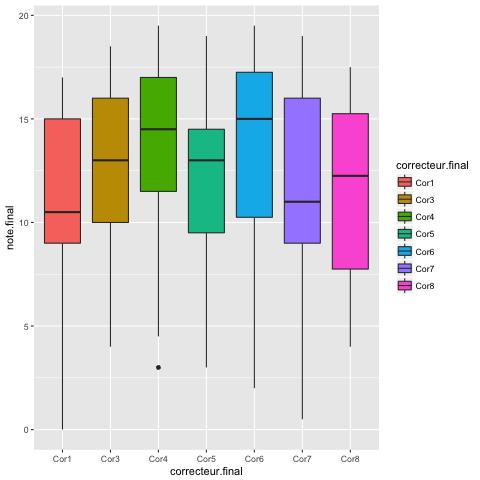 note.final
20
15
10
5
0
Cor1 Cor3 Cor4 Cor5 Cor6 Cor7 Cor8
correcteur.final
correcteur.final
Cor1
Cor3
Cor4
Cor5
Cor6
Cor7
Cor8